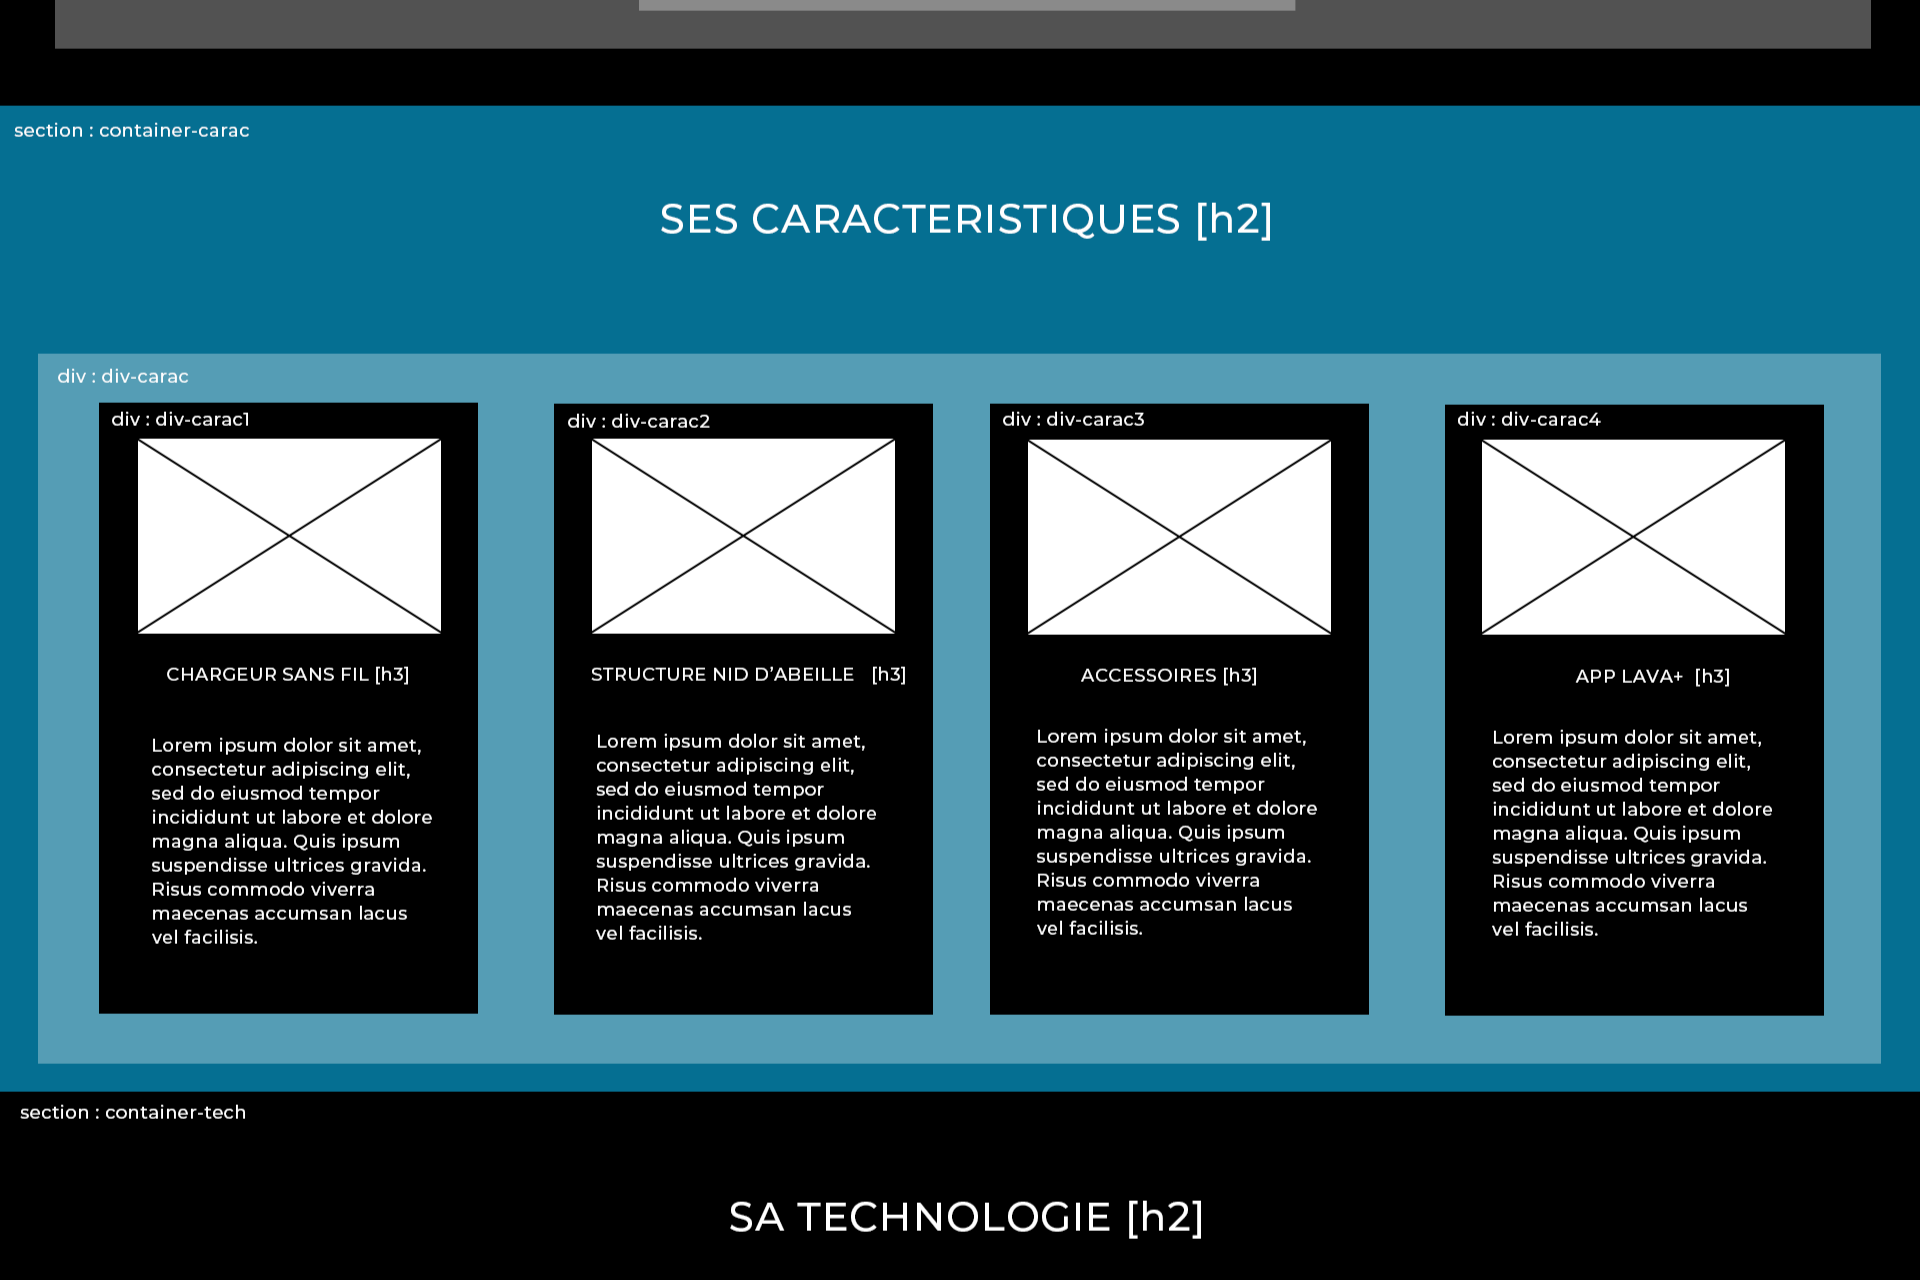 section : container-carac
SES CARACTERISTIQUES [h2]
div : div-carac
div : div-carac1
CHARGEUR SANS FIL [h3]
Lorem ipsum dolor sit amet,
consectetur adipiscing elit,
sed do eiusmod tempor
incididunt ut labore et dolore
magna aliqua. Quis ipsum
suspendisse ultrices gravida.
Risus commodo viverra
maecenas accumsan lacus
vel facilisis.
div : div-carac2
STRUCTURE NID D’ABEILLE [h3]
Lorem ipsum dolor sit amet,
consectetur adipiscing elit,
sed do eiusmod tempor
incididunt ut labore et dolore
magna aliqua. Quis ipsum
suspendisse ultrices gravida.
Risus commodo viverra
maecenas accumsan lacus
vel facilisis.
div : div-carac3
ACCESSOIRES [h3]
Lorem ipsum dolor sit amet,
consectetur adipiscing elit,
sed do eiusmod tempor
incididunt ut labore et dolore
magna aliqua. Quis ipsum
suspendisse ultrices gravida.
Risus commodo viverra
maecenas accumsan lacus
vel facilisis.
div : div-carac4
APP LAVA+ [h3]
Lorem ipsum dolor sit amet,
consectetur adipiscing elit,
sed do eiusmod tempor
incididunt ut labore et dolore
magna aliqua. Quis ipsum
suspendisse ultrices gravida.
Risus commodo viverra
maecenas accumsan lacus
vel facilisis.
section : container-tech
SA TECHNOLOGIE [h2]